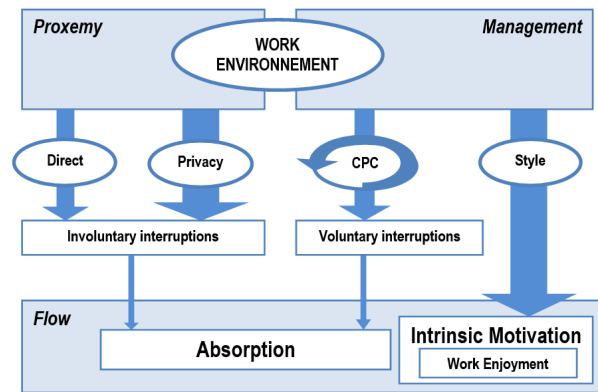 Proxemy
WORK
ENVIRONNEMENT
Management
Direct
Privacy
CPC
Style
Involuntary interruptions
Voluntary interruptions
Flow
Absorption
Intrinsic Motivation
Work Enjoyment